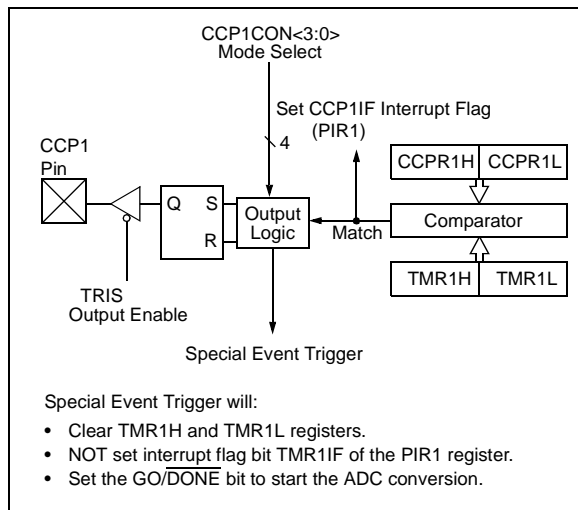 CCP1CON<3:0>
Mode Select
Set CCP1IF Interrupt Flag
(PIR1)
4
CCP1
Pin
CCPR1H CCPR1L
Q S
R
Output
Logic
Match
Comparator
TRIS
Output Enable
TMR1H TMR1L
Special Event Trigger
Special Event Trigger will:
• Clear TMR1H and TMR1L registers.
• NOT set interrupt flag bit TMR1IF of the PIR1 register.
• Set the GO/DONE bit to start the ADC conversion.